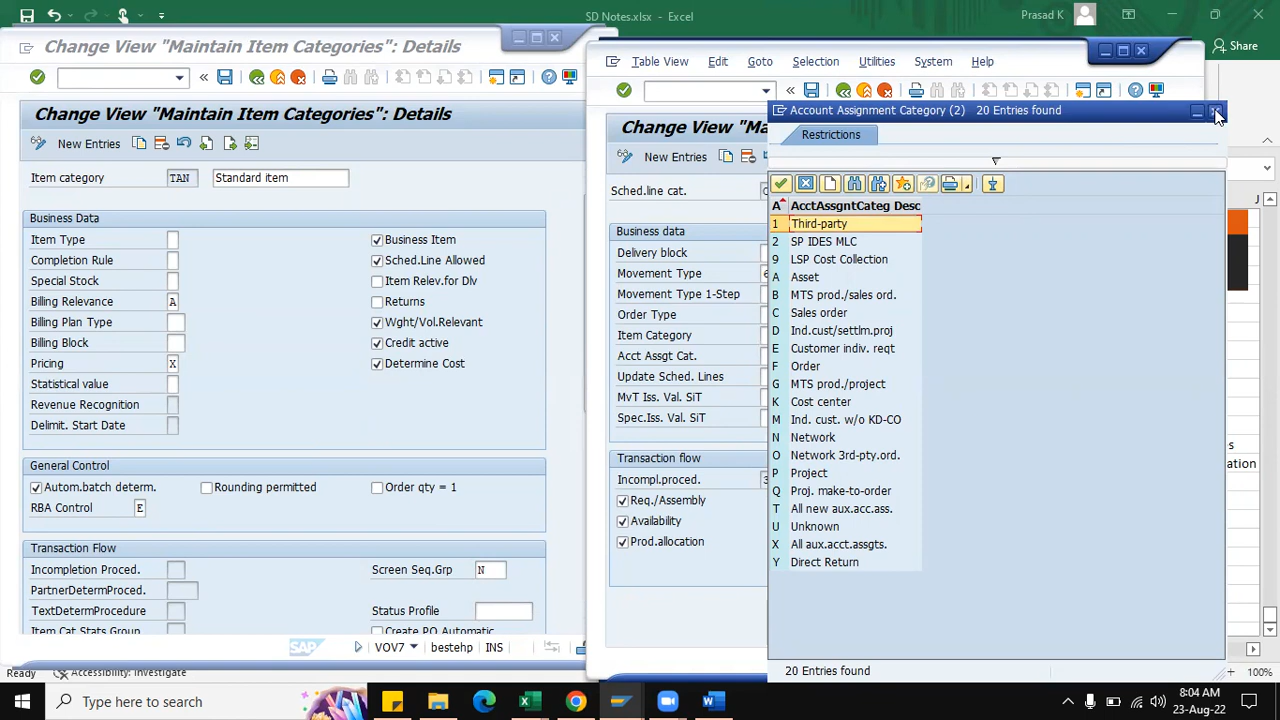 SD Notes.xlsx - Excel
Prasad K
Share
Change View "Maintain Item Categories": Details
Change View "Maintain Item Categories": Details
New Entries
Item category TAN Standard item
Business Data
Item Type
Business Item
Completion Rule
Sched.Line Allowed
Special Stock
Item Relev.for Dlv
Billing Relevance A
Returns
Billing Plan Type
Wght/Vol.Relevant
Billing Block
Credit active
Pricing X
Determine Cost
Statistical value
Revenue Recognition
Delimit. Start Date
General Control
Autom.batch determ.
Rounding permitted
Order qty = 1
RBA Control E
Transaction Flow
Incompletion Proced.
Screen Seq.Grp N
PartnerDetermProced.
TextDetermProcedure
Status Profile
Item Cat Stats Group
Create PO Automatic
SAP
VOV7 bestehp INS
Table View Edit Goto Selection Utilities System Help
Change View "Ma
New Entries
Sched.line cat.
Business data
Delivery block
Movement Type
Movement Type 1-Step
Order Type
Item Category
Acct Assgt Cat.
Update Sched. Lines
MvT Iss. Val. SiT
Spec.Iss. Val. SiT
Transaction flow
Incompl.proced.
Req./Assembly
Availability
Prod.allocation
Account Assignment Category (2) 20 Entries found
Restrictions
A AcctAssgntCateg Desc
1 Third-party
2 SP IDES MLC
9 LSP Cost Collection
A Asset
B MTS prod./sales ord.
C Sales order
D Ind.cust/settlm.proj
E Customer indiv. reqt
F Order
G MTS prod./project
K Cost center
M Ind. cust. w/o KD-CO
N Network
O Network 3rd-pty.ord.
P Project
Q Proj. make-to-order
T All new aux.acc.ass.
U Unknown
X All aux.acct.assgts.
Y Direct Return
20 Entries found
J
s
ation
Ready
Accessibility: Investigate
100%
Type here to search
8:04 AM
23-Aug-22